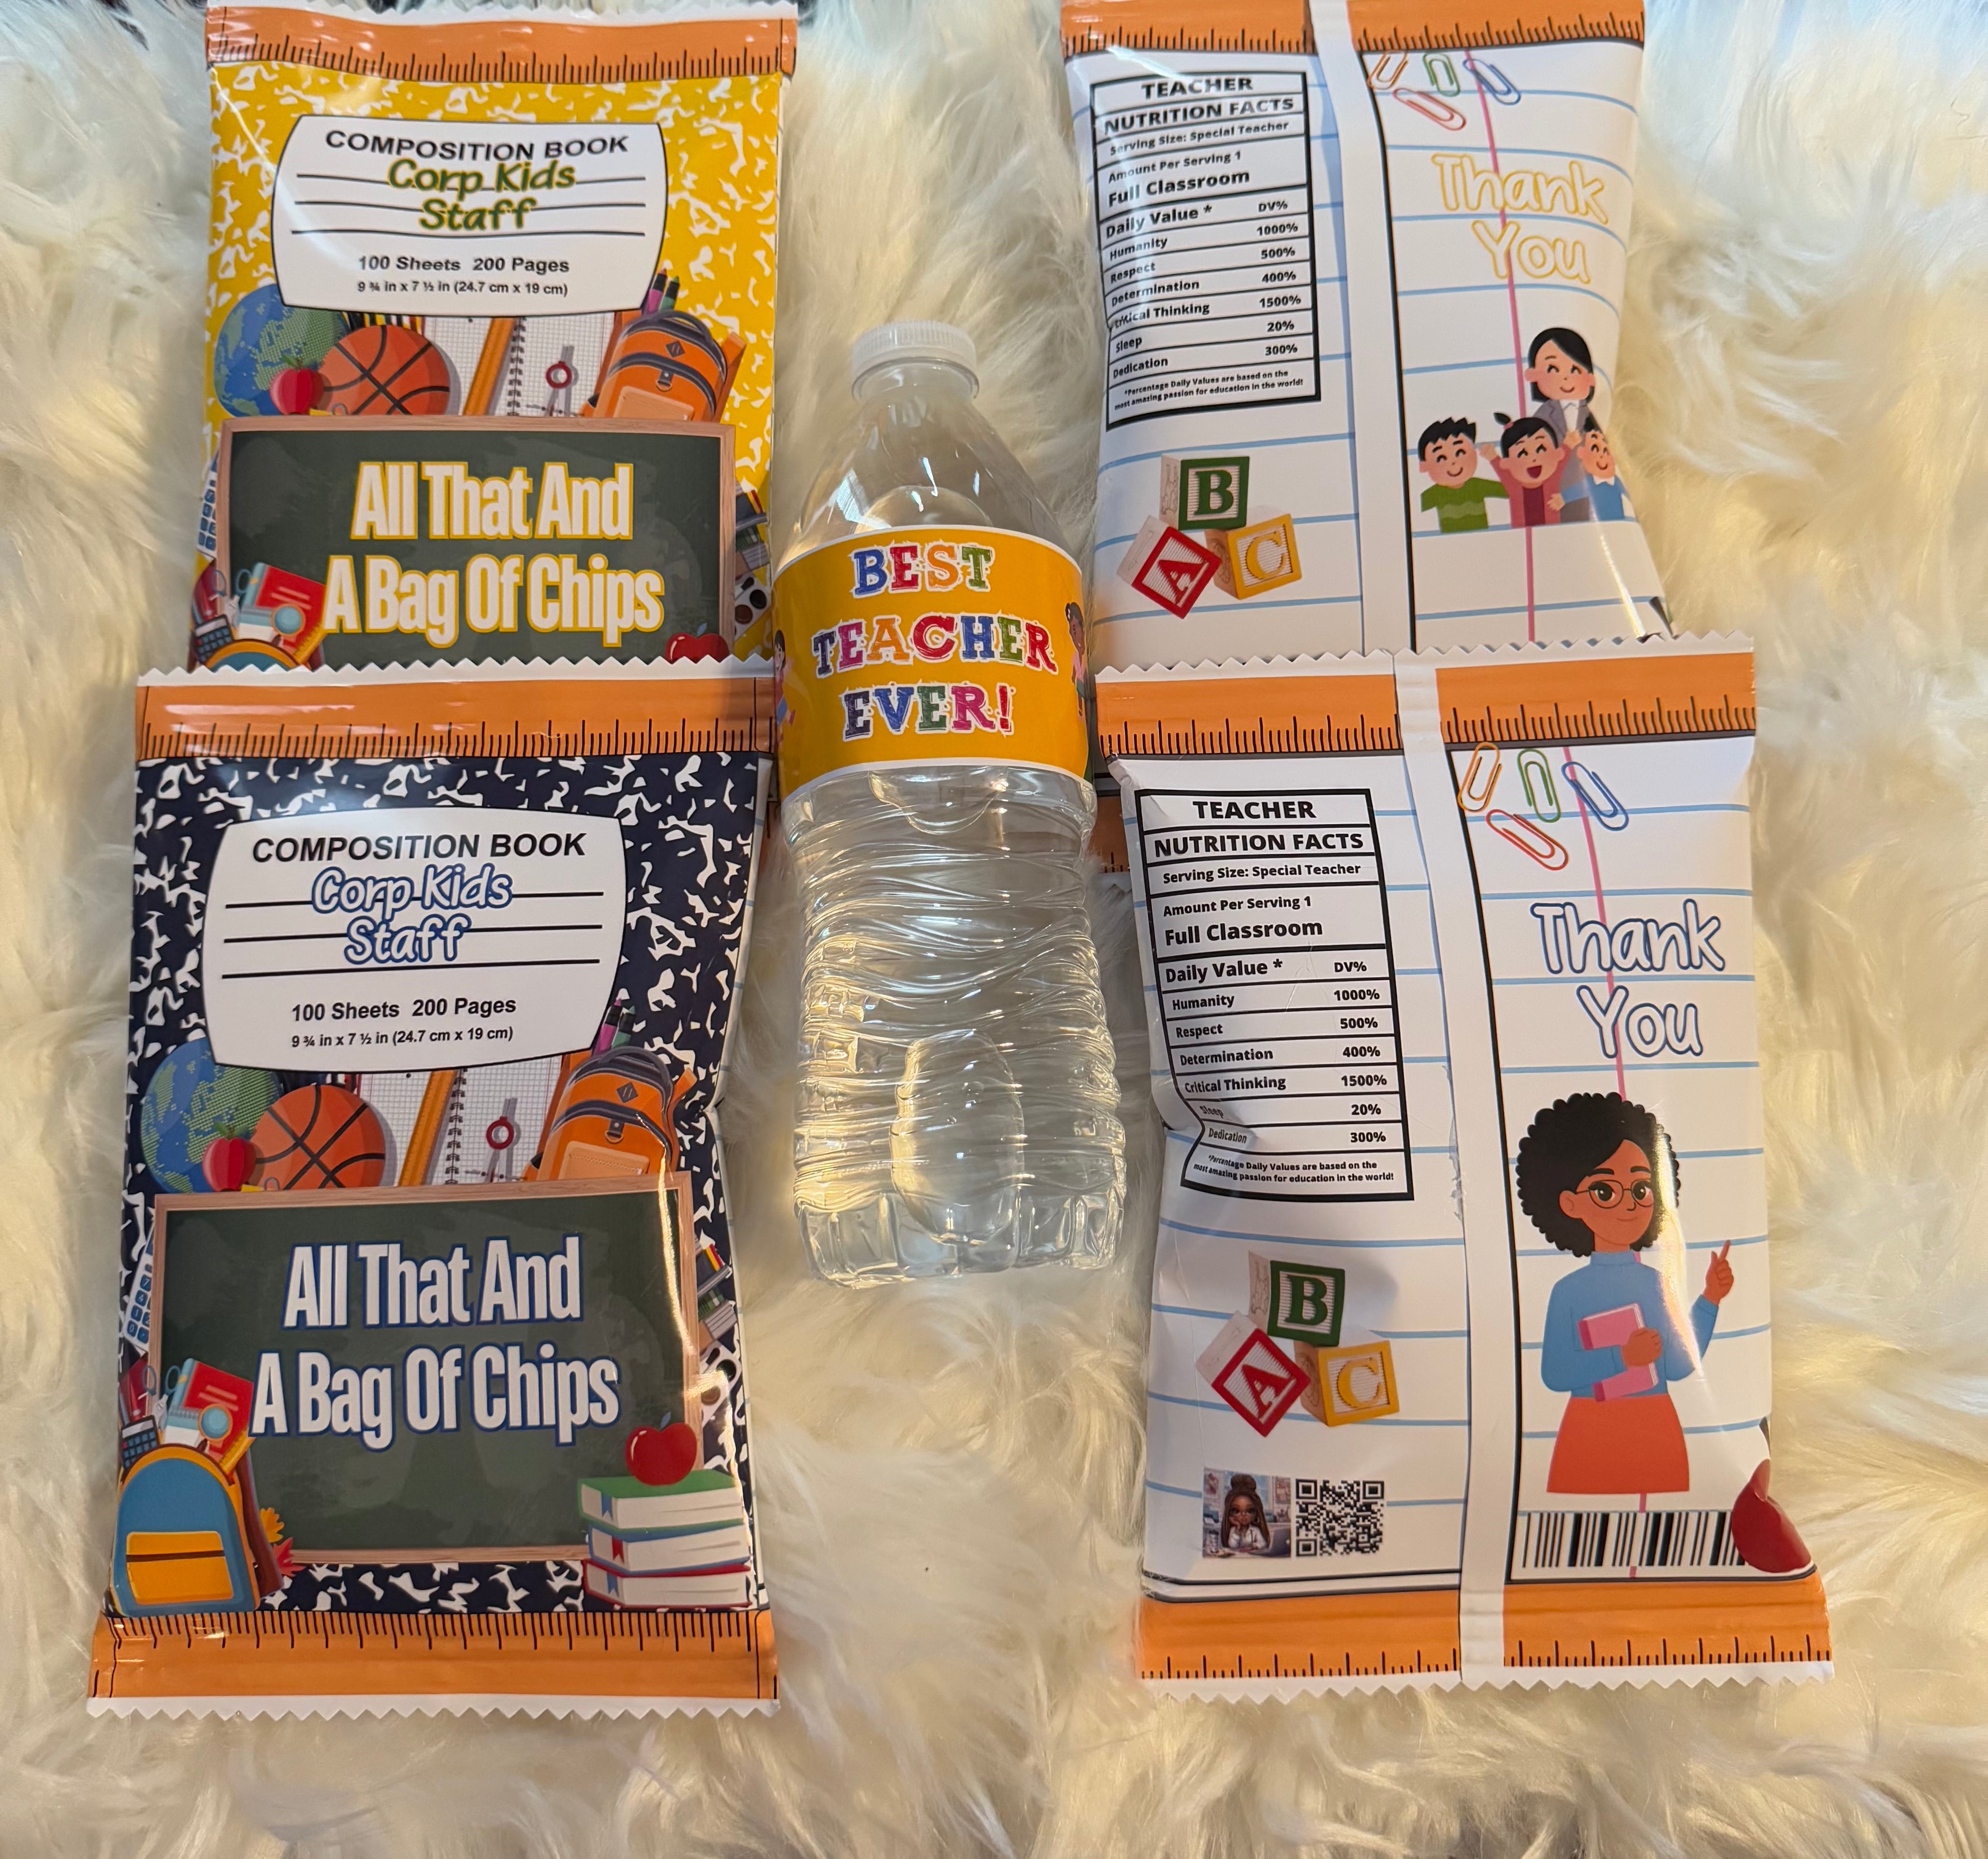 COMPOSITION BOOK
Corp Kids
Staff
100 Sheets 200 Pages
9 ¾ in x 7 ½ in (24.7 cm x 19 cm)
All That And
A Bag Of Chips
COMPOSITION BOOK
Corp Kids
Staff
100 Sheets 200 Pages
9 ¾ in x 7 ½ in (24.7 cm x 19 cm)
All That And
A Bag Of Chips
BEST
TEACHER
EVER!
TEACHER
NUTRITION FACTS
Serving Size: Special Teacher
Amount Per Serving 1
Full Classroom
Daily Value * DV%
Humanity 1000%
Respect 500%
Determination 400%
Critical Thinking 1500%
Sleep 20%
Dedication 300%
*Percentage Daily Values are based on the
most amazing passion for education in the world!
B
A C
Thank
You
TEACHER
NUTRITION FACTS
Serving Size: Special Teacher
Amount Per Serving 1
Full Classroom
Daily Value * DV%
Humanity 1000%
Respect 500%
Determination 400%
Critical Thinking 1500%
Sleep 20%
Dedication 300%
*Percentage Daily Values are based on the
most amazing passion for education in the world!
B
A C
Thank
You